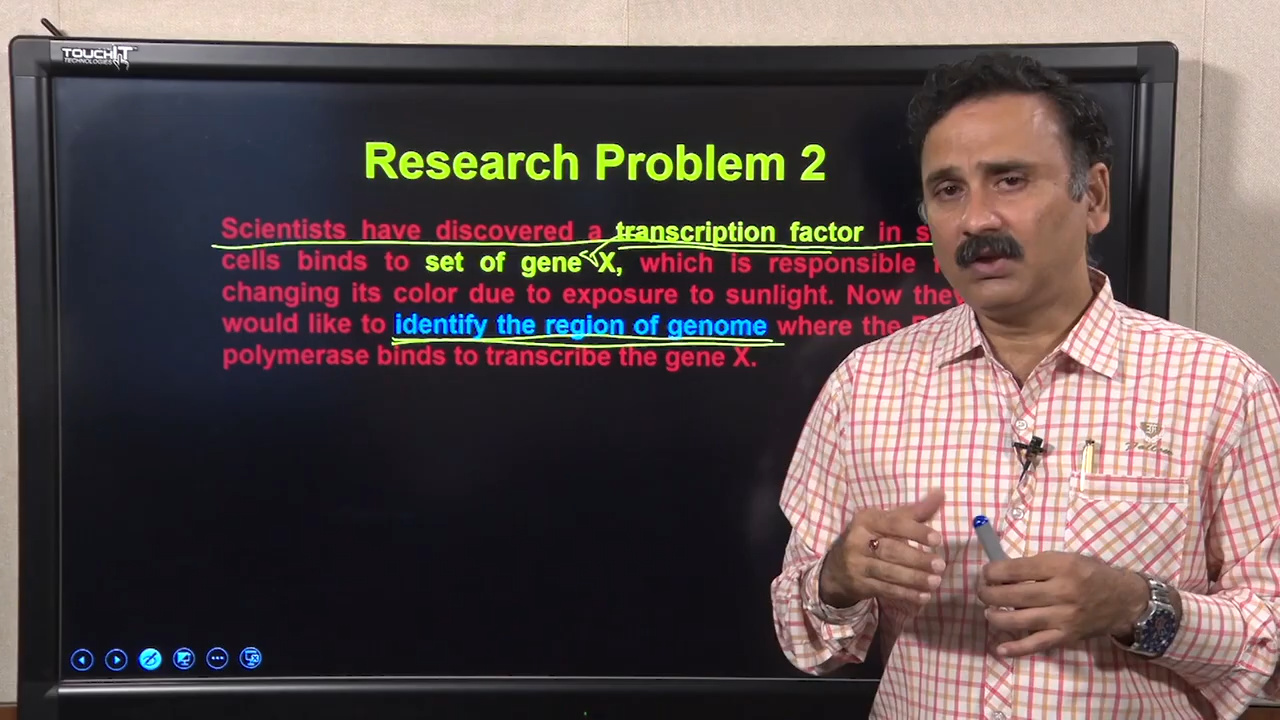 TOUCHIT
TECHNOLOGIES
Research Problem 2
Scientists have discovered a transcription factor in
cells binds to set of gene X, which is responsible
changing its color due to exposure to sunlight. Now they
would like to identify the region of genome where the
polymerase binds to transcribe the gene X.